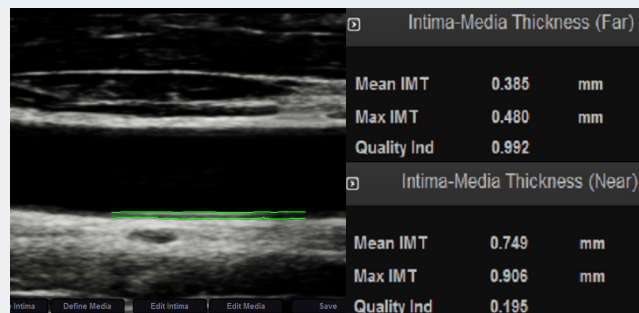 Intima-Media Thickness (Far)
Mean IMT 0.385 mm
Max IMT 0.480 mm
Quality Ind 0.992
Intima-Media Thickness (Near)
Mean IMT 0.749 mm
Max IMT 0.906 mm
Quality Ind 0.195
Intima Define Media Edit Intima Edit Media Save